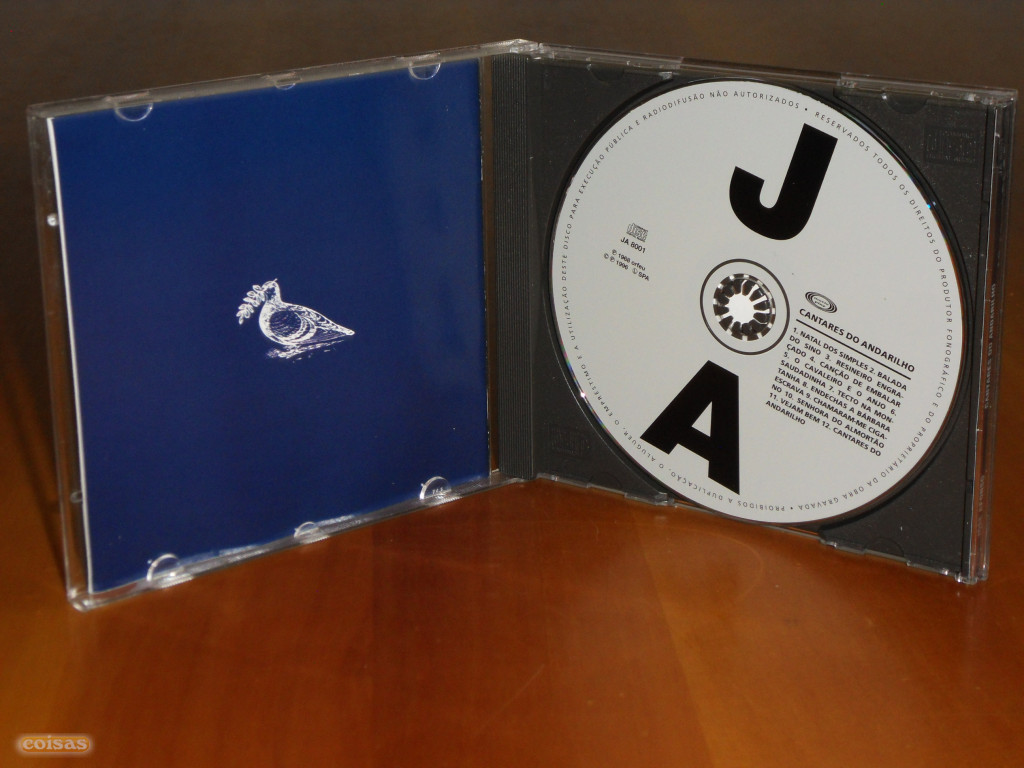 J
A
JA 8001
℗ 1968 orfeu
© ℗ 1996 Ⓛ SPA
CANTARES DO ANDARILHO
1. NATAL DOS SIMPLES 2. BALADA
DO SINO 3. RESINEIRO ENGRA-
ÇADO 4. CANÇÃO DE EMBALAR
5. O CAVALEIRO E O ANJO 6.
SAUDADINHA 7. TECTO NA MON-
TANHA 8. ENDECHAS A BÁRBARA
ESCRAVA 9. CHAMARAM-ME CIGA-
NO 10. SENHORA DO ALMORTÃO
11. VEJAM BEM 12. CANTARES DO
ANDARILHO
• RESERVADOS TODOS OS DIREITOS DO PRODUTOR FONOGRÁFICO E DO PROPRIETÁRIO DA OBRA GRAVADA • PROIBIDOS A DUPLICAÇÃO, O ALUGUER, O EMPRÉSTIMO E A UTILIZAÇÃO DESTE DISCO PARA EXECUÇÃO PÚBLICA E RADIODIFUSÃO NÃO AUTORIZADOS
coisas